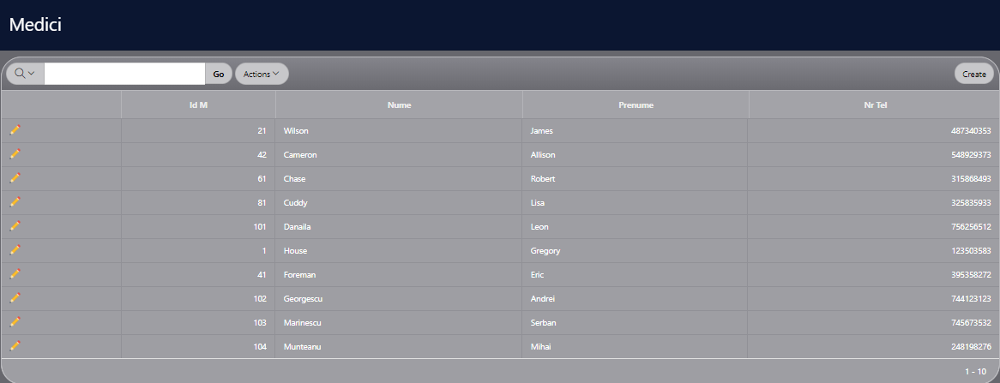 Medici
Go Actions Create
Id M Nume Prenume Nr Tel
21 Wilson James 487340353
42 Cameron Allison 548929373
61 Chase Robert 315868493
81 Cuddy Lisa 325835933
101 Danaila Leon 756256512
1 House Gregory 123503583
41 Foreman Eric 395358272
102 Georgescu Andrei 744123123
103 Marinescu Serban 745673532
104 Munteanu Mihai 248198276
1 - 10